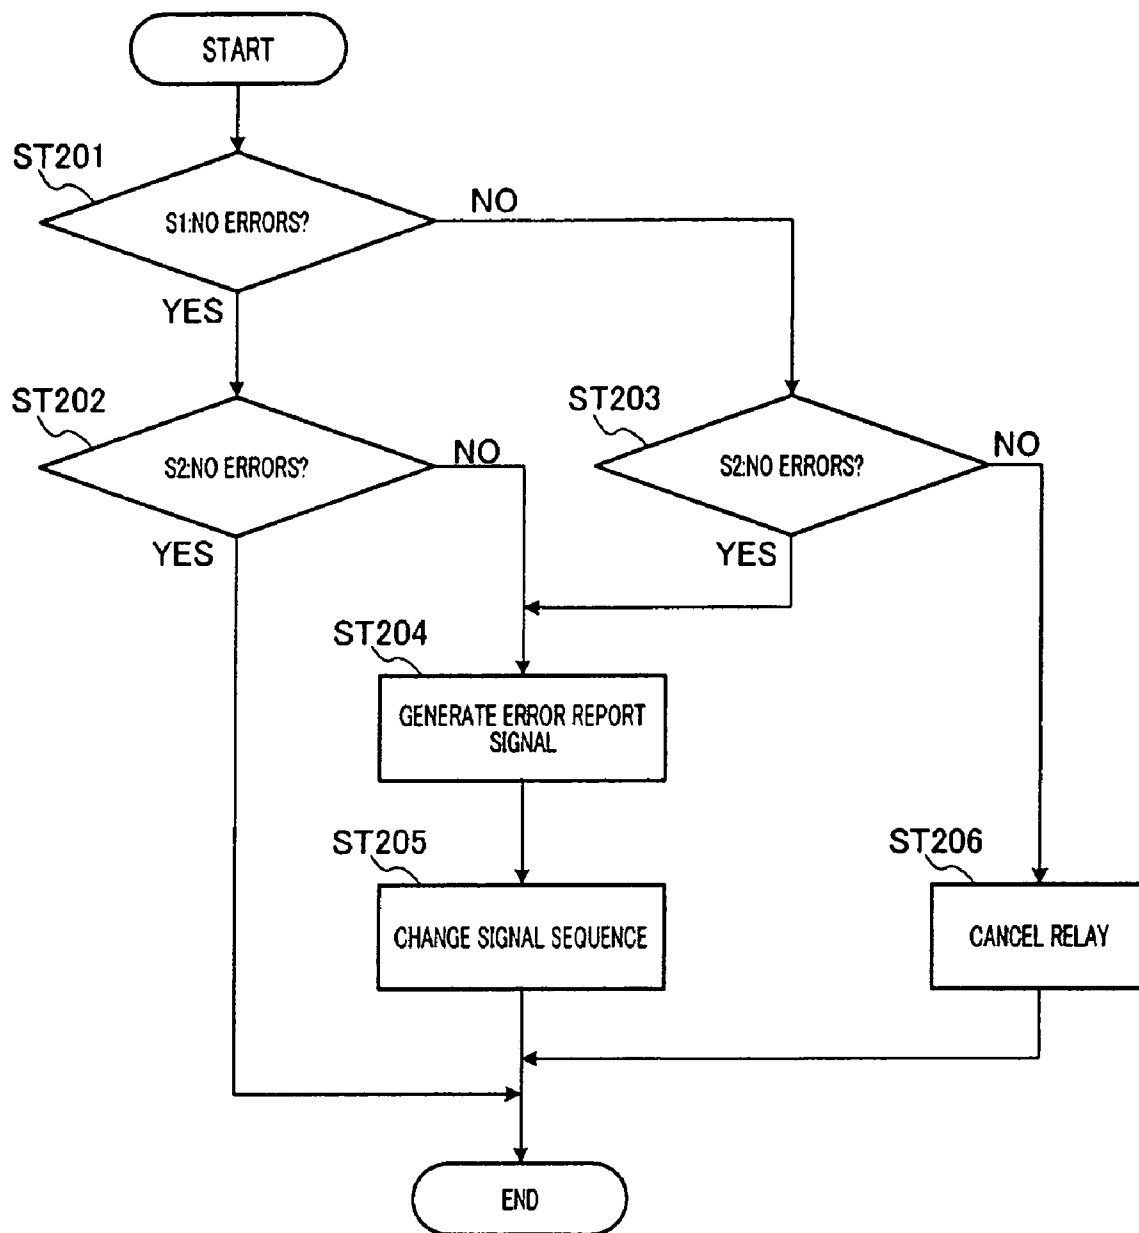 START
ST201
S1:NO ERRORS?
NO
YES
ST202
S2:NO ERRORS?
NO
YES
ST203
S2:NO ERRORS?
NO
YES
ST204
GENERATE ERROR REPORT
SIGNAL
ST205
CHANGE SIGNAL SEQUENCE
ST206
CANCEL RELAY
END